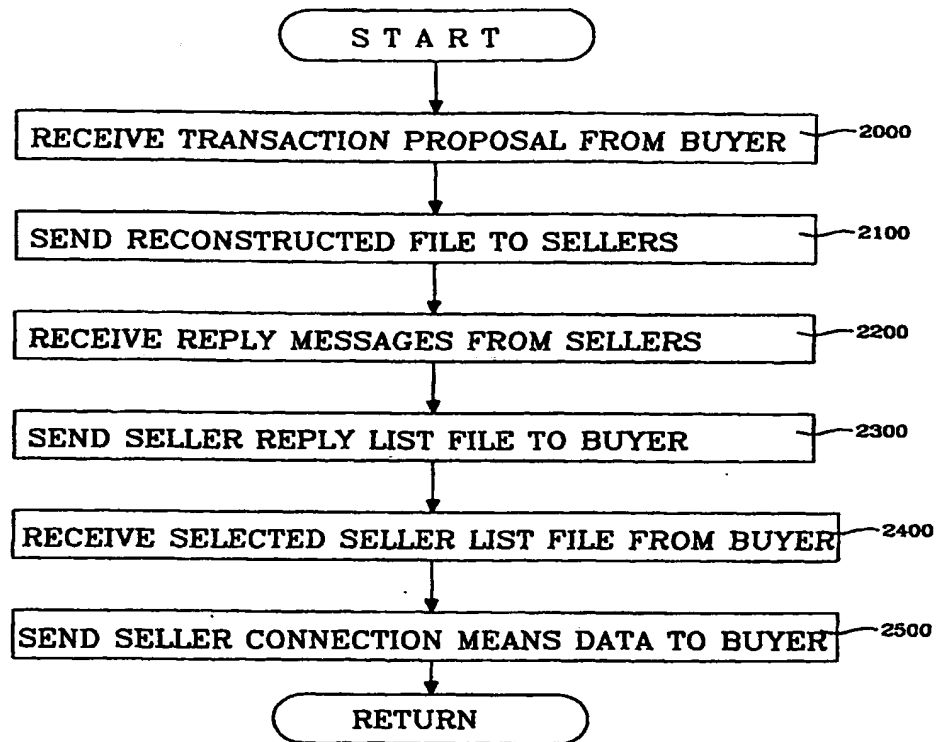 START
RECEIVE TRANSACTION PROPOSAL FROM BUYER 2000
SEND RECONSTRUCTED FILE TO SELLERS 2100
RECEIVE REPLY MESSAGES FROM SELLERS 2200
SEND SELLER REPLY LIST FILE TO BUYER 2300
RECEIVE SELECTED SELLER LIST FILE FROM BUYER 2400
SEND SELLER CONNECTION MEANS DATA TO BUYER 2500
RETURN